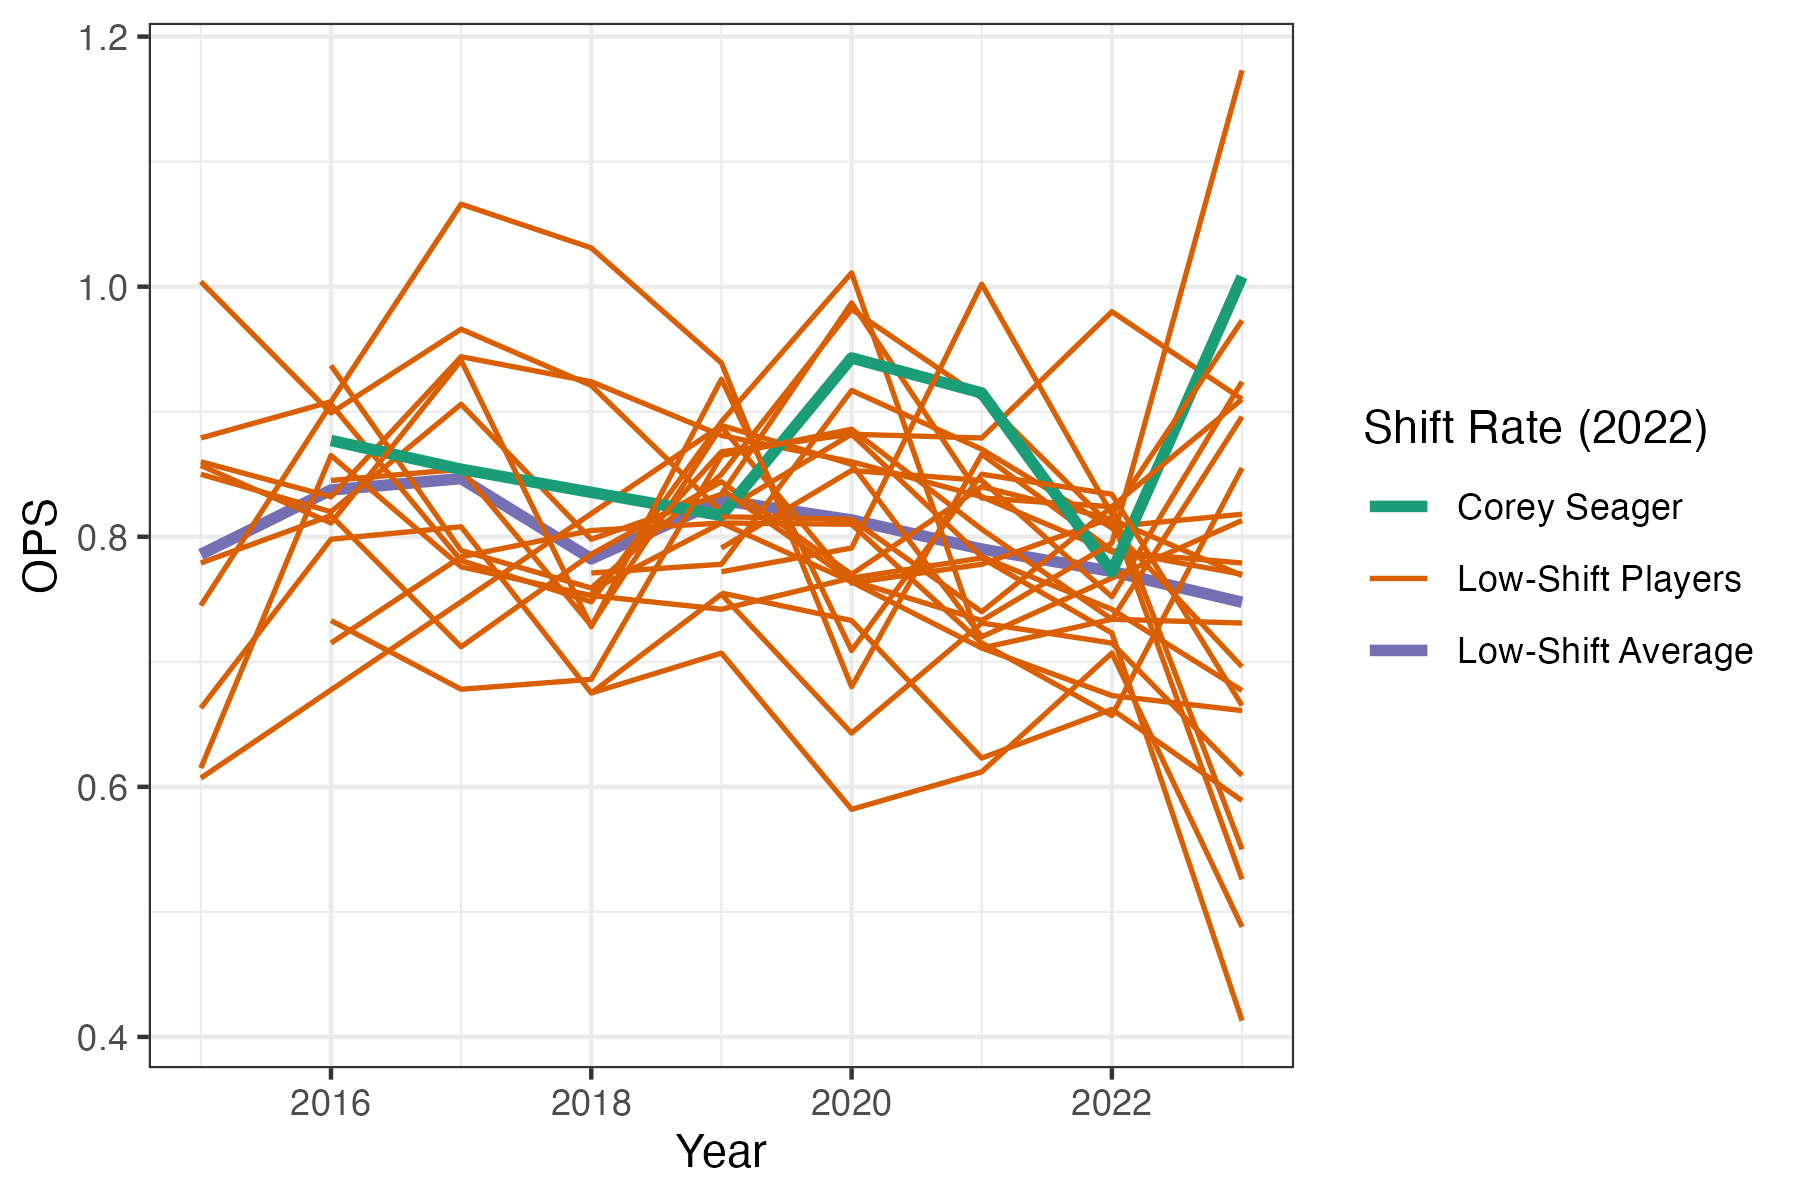 1.2
1.0
0.8
0.6
0.4
OPS
2016 2018 2020 2022
Year
Shift Rate (2022)
Corey Seager
Low-Shift Players
Low-Shift Average